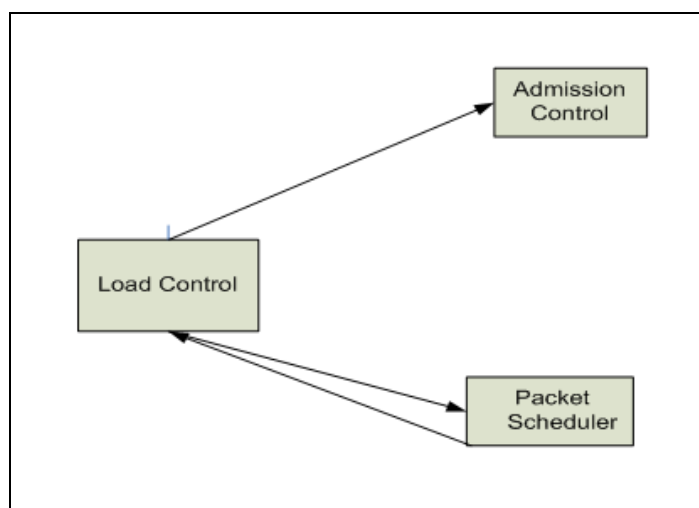 Admission
Control
Load Control
Packet
Scheduler